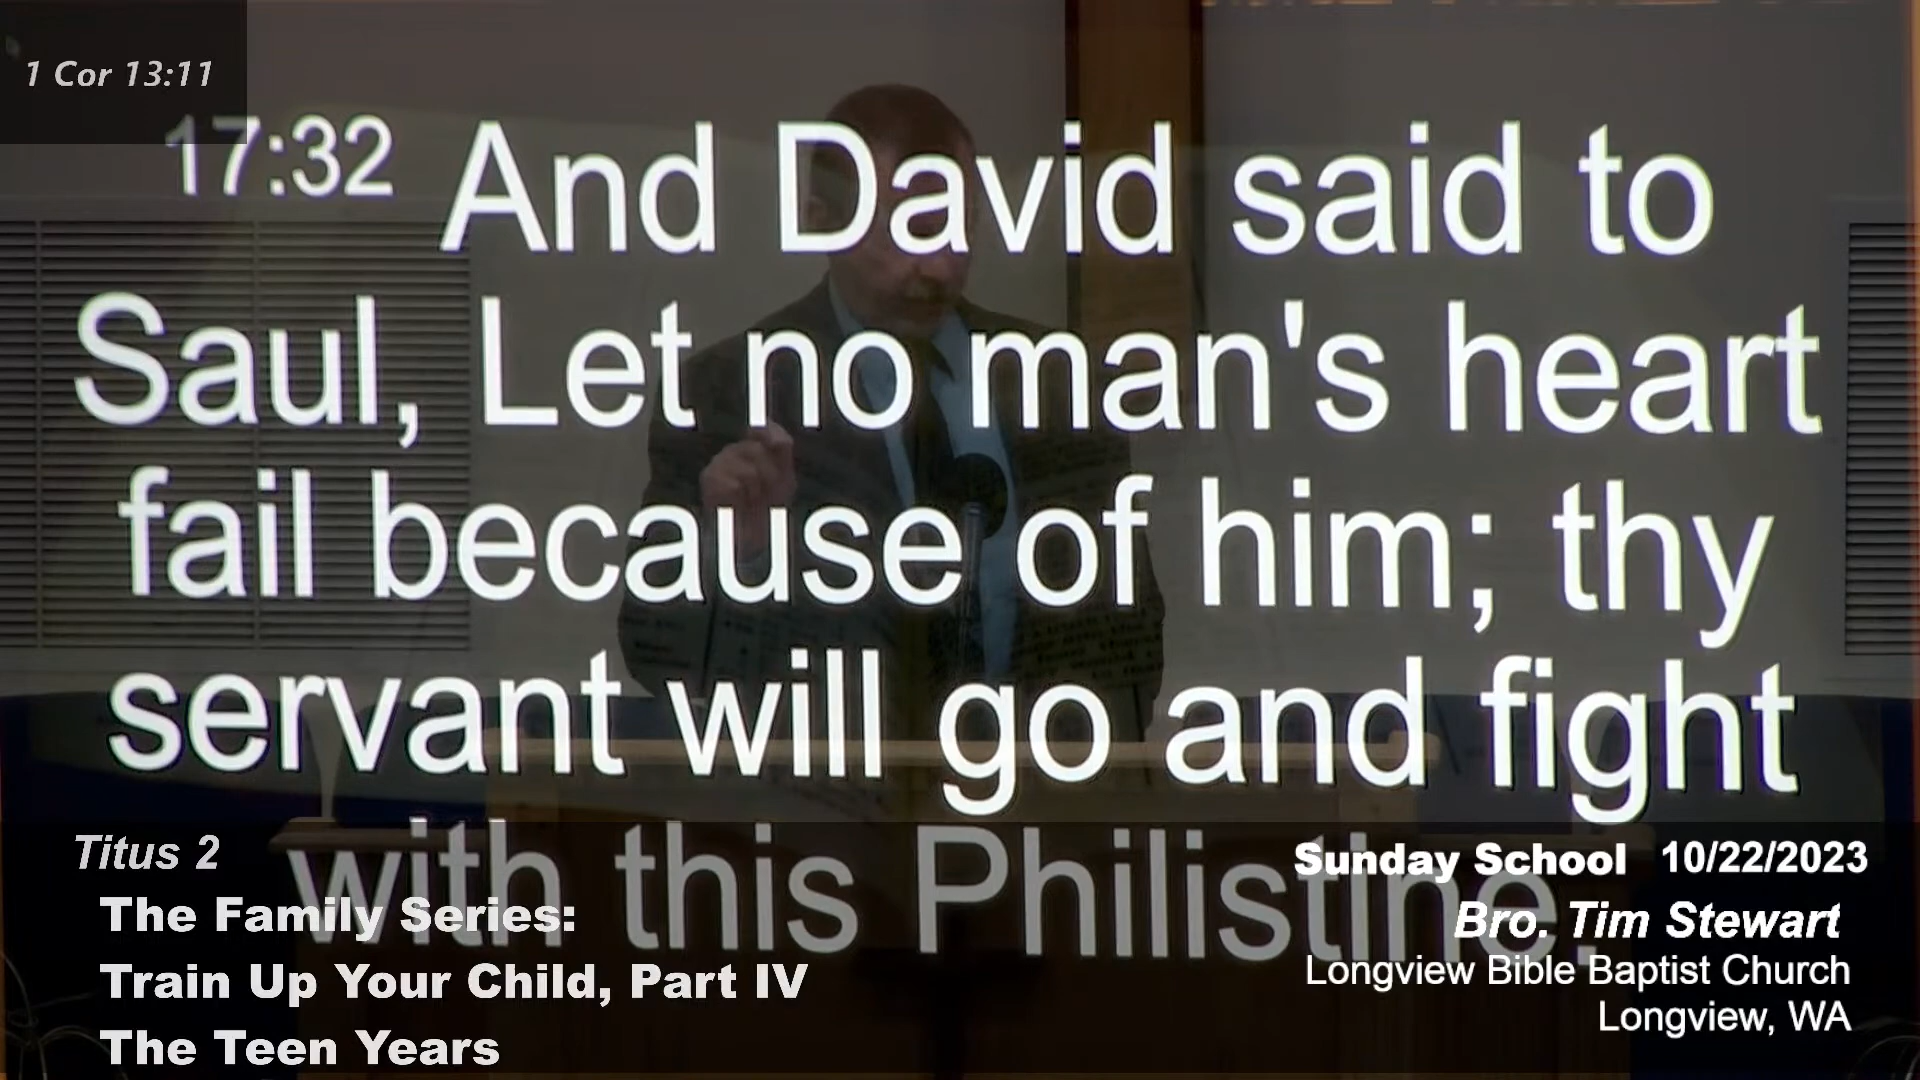 1 Cor 13:11
17:32 And David said to
Saul, Let no man's heart
fail because of him; thy
servant will go and fight
with this Philistine.
Titus 2
The Family Series:
Train Up Your Child, Part IV
The Teen Years
Sunday School 10/22/2023
Bro. Tim Stewart
Longview Bible Baptist Church
Longview, WA